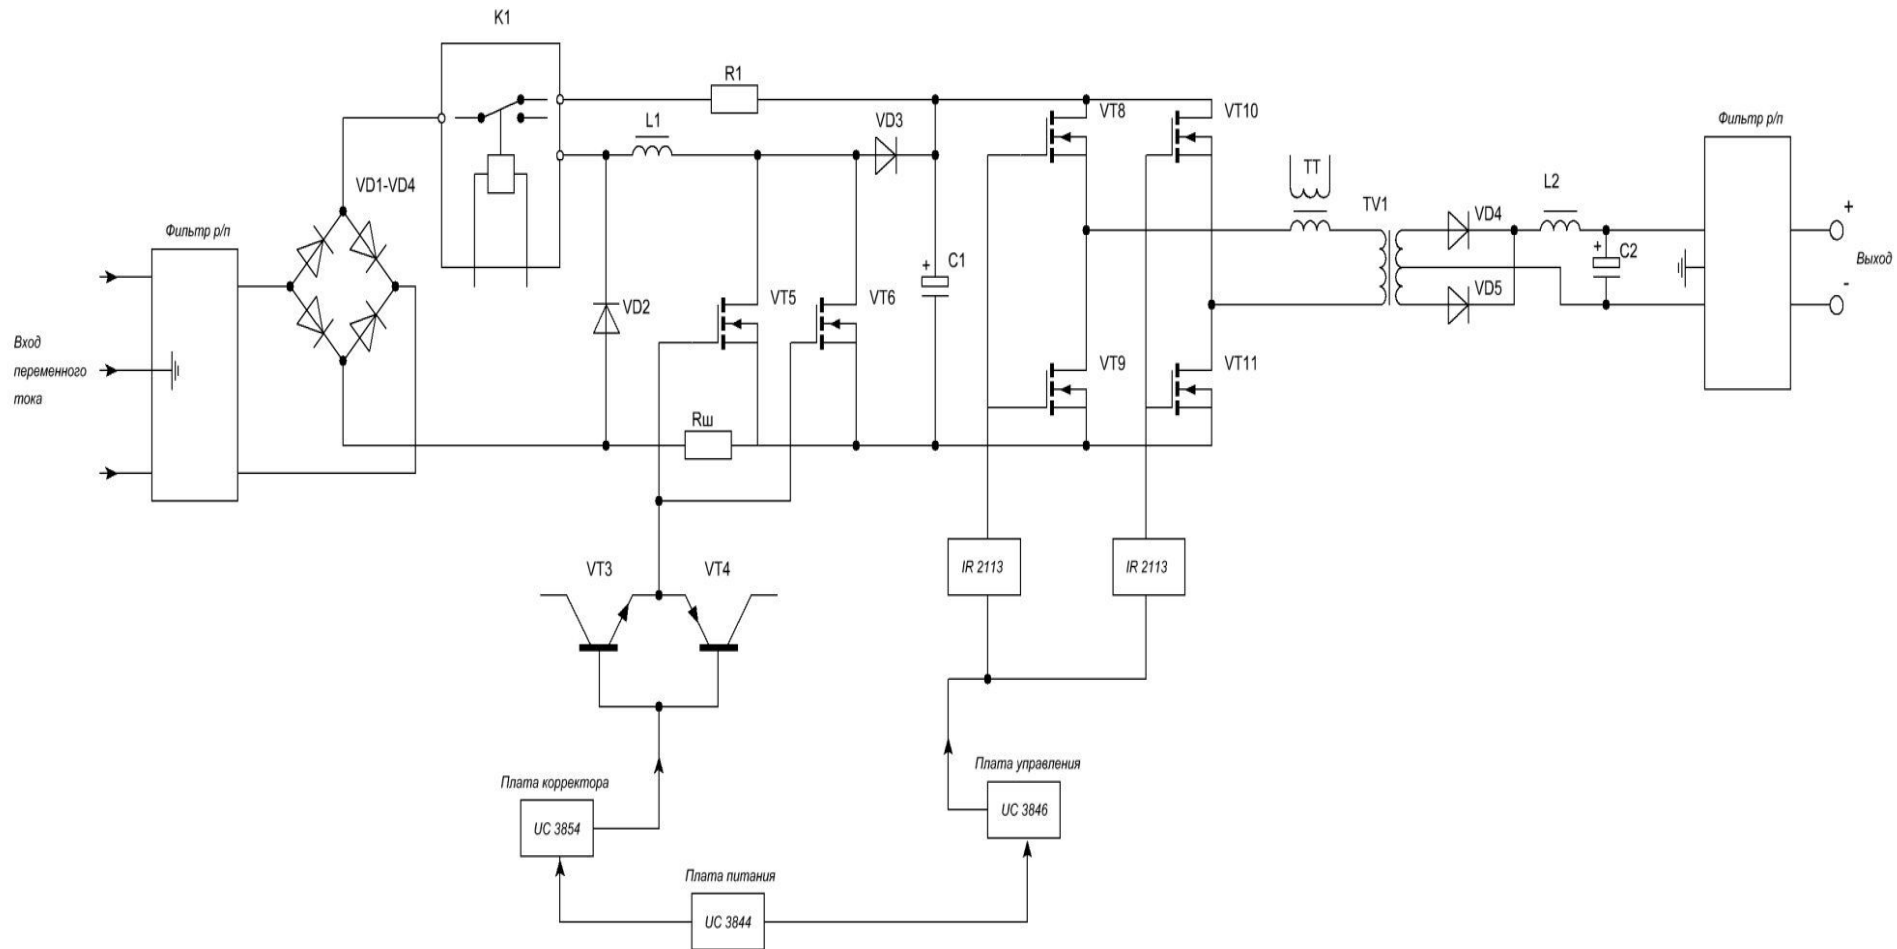 K1
R1
VT8
VT10
Фильтр р/п
L1
VD3
TT
VD1-VD4
TV1
L2
VD4
+
Фильтр р/п
+
C1
+
C2
Выход
VT5
VT6
VD5
-
VD2
Вход
переменного
тока
VT9
VT11
Rш
VT3
VT4
IR 2113
IR 2113
Плата корректора
Плата управления
UC 3854
UC 3846
Плата питания
UC 3844